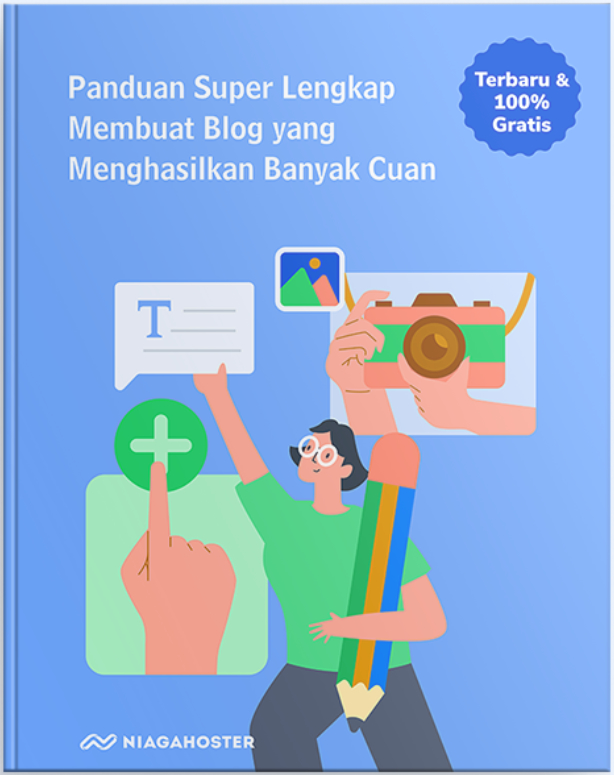 Panduan Super Lengkap
Membuat Blog yang
Menghasilkan Banyak Cuan
Terbaru &
100%
Gratis
T
NIAGAHOSTER